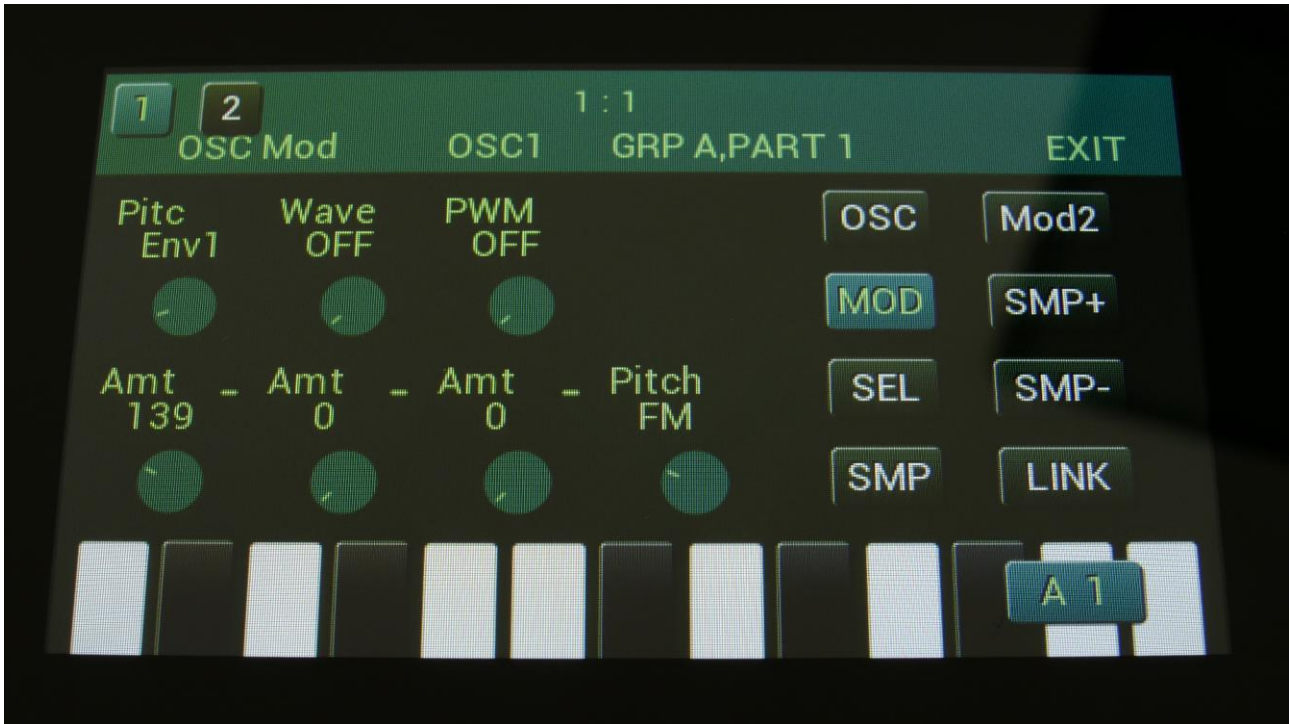 1 2 1 : 1
OSC Mod OSC1 GRP A,PART 1 EXIT
Pitc Wave PWM OSC Mod2
Env1 OFF OFF
MOD SMP+
Amt - Amt - Amt - Pitch SEL SMP-
139 0 0 FM
SMP LINK
A 1